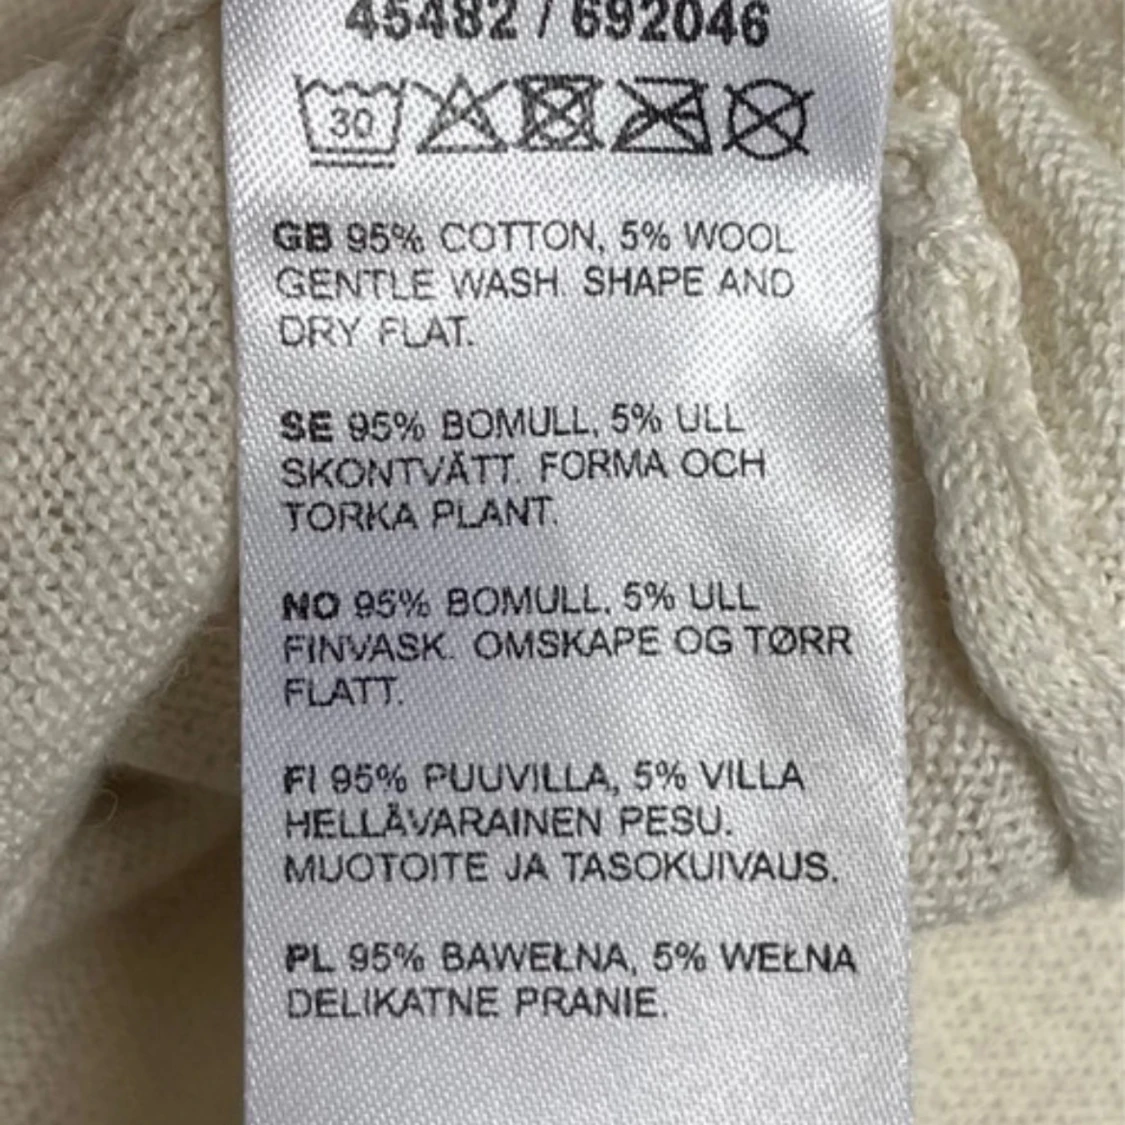 45482 / 692046
30
GB 95% COTTON, 5% WOOL
GENTLE WASH. SHAPE AND
DRY FLAT.
SE 95% BOMULL, 5% ULL
SKONTVÄTT. FORMA OCH
TORKA PLANT.
NO 95% BOMULL, 5% ULL
FINVASK. OMSKAPE OG TØRR
FLATT.
FI 95% PUUVILLA, 5% VILLA
HELLÄVARAINEN PESU.
MUOTOITE JA TASOKUIVAUS.
PL 95% BAWEŁNA, 5% WEŁNA
DELIKATNE PRANIE.